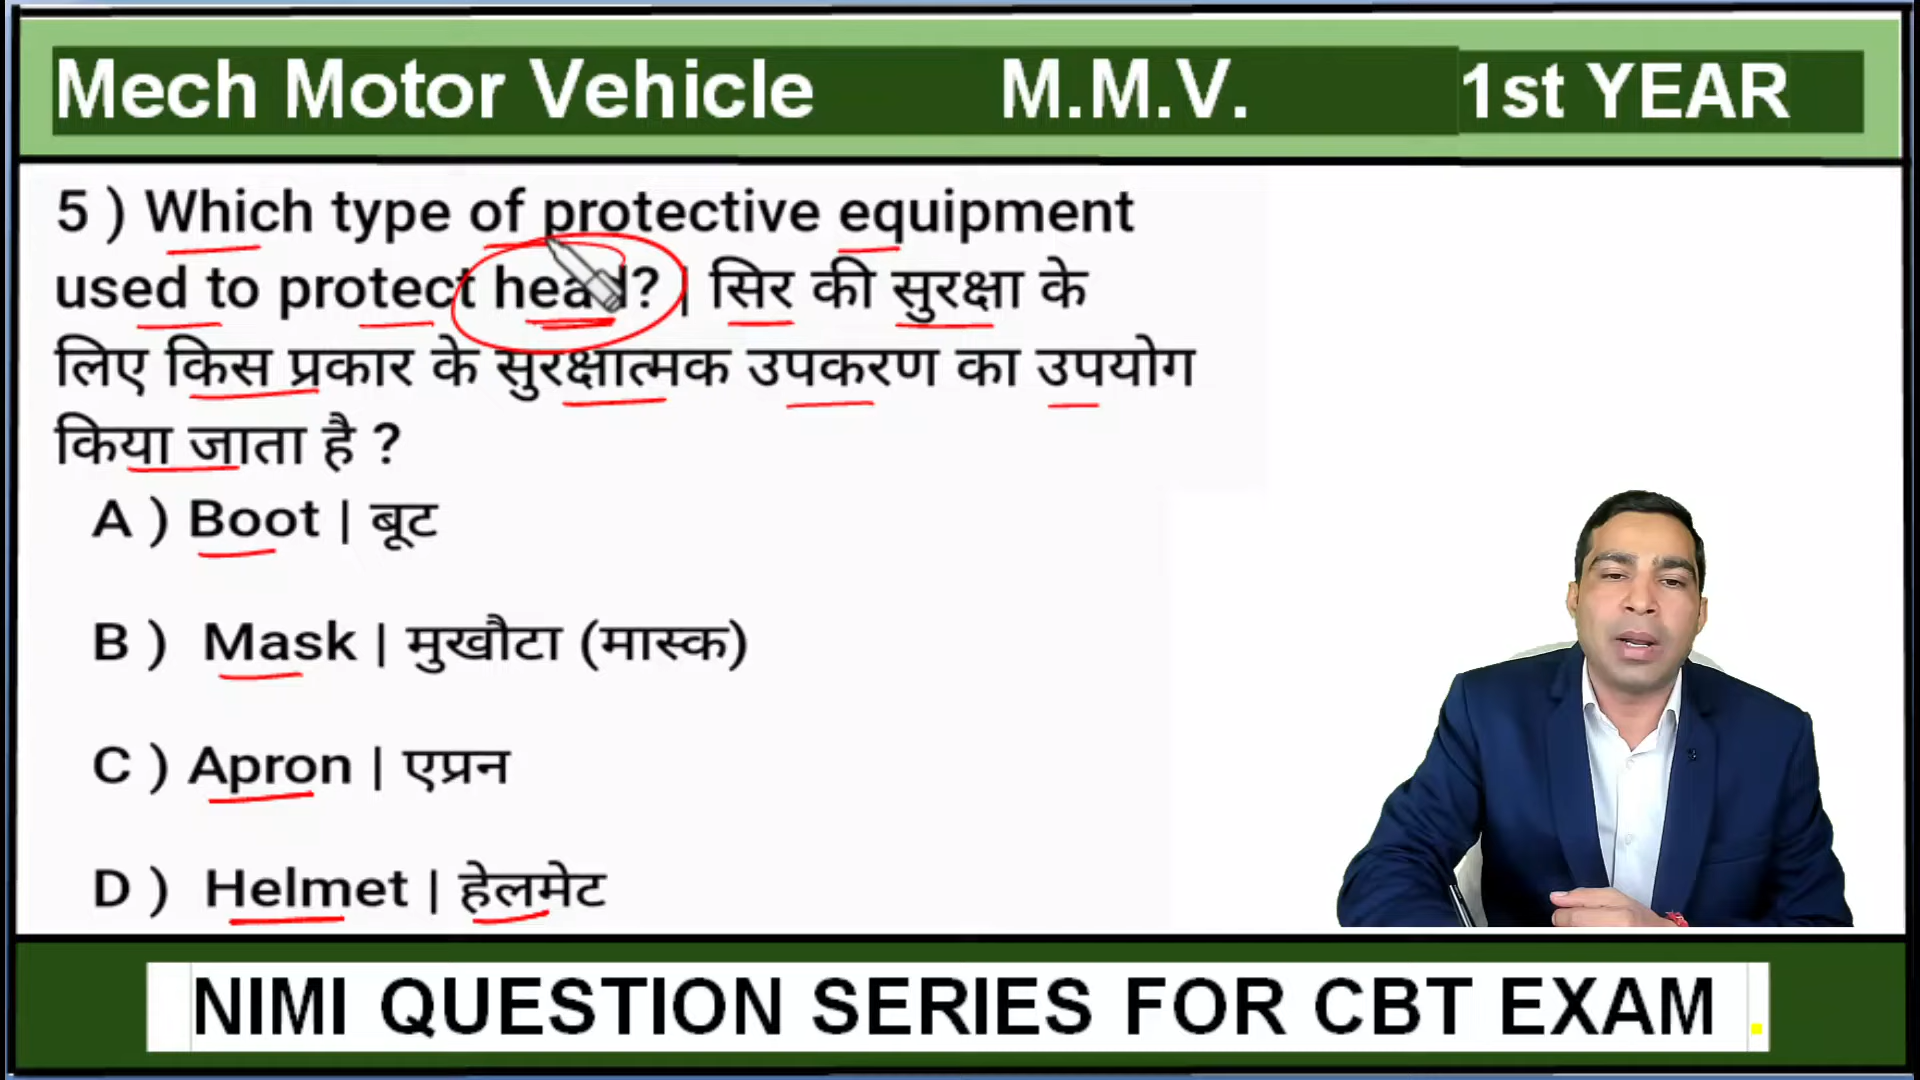 Mech Motor Vehicle M.M.V. 1st YEAR
5 ) Which type of protective equipment
used to protect head? | सिर की सुरक्षा के
लिए किस प्रकार के सुरक्षात्मक उपकरण का उपयोग
किया जाता है ?
A ) Boot | बूट
B ) Mask | मुखौटा (मास्क)
C ) Apron | एप्रन
D ) Helmet | हेलमेट
NIMI QUESTION SERIES FOR CBT EXAM .